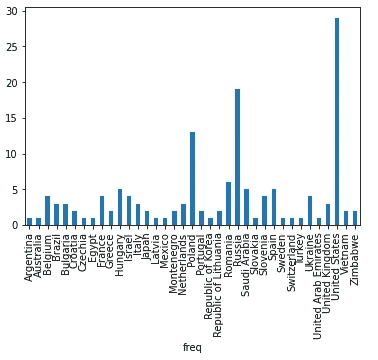 30
25
20
15
10
5
0
Argentina
Australia
Belgium
Brazil
Bulgaria
Croatia
Czechia
Egypt
France
Greece
Hungary
Israel
Italy
Japan
Latvia
Mexico
Montenegro
Netherlands
Poland
Portugal
Republic of Korea
Republic of Lithuania
Romania
Russia
Saudi Arabia
Slovakia
Slovenia
Spain
Sweden
Switzerland
Turkey
Ukraine
United Arab Emirates
United Kingdom
United States
Vietnam
Zimbabwe
freq